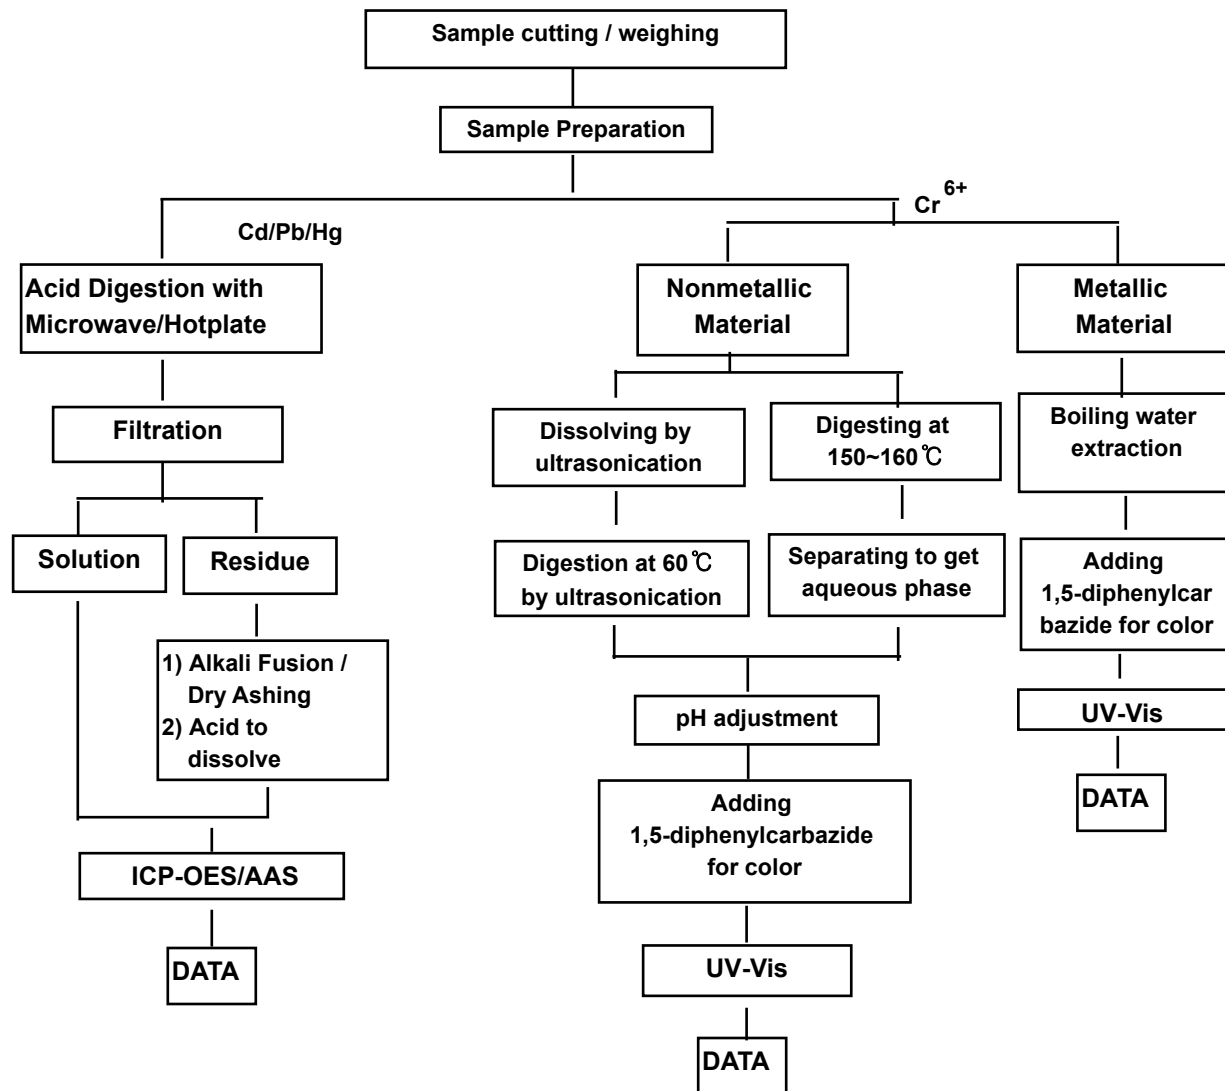 Sample cutting / weighing
Sample Preparation
Cd/Pb/Hg
Cr 6+
Acid Digestion with
Microwave/Hotplate
Nonmetallic
Material
Metallic
Material
Filtration
Dissolving by
ultrasonication
Digesting at
150~160℃
Boiling water
extraction
Solution
Residue
Digestion at 60℃
by ultrasonication
Separating to get
aqueous phase
Adding
1,5-diphenylcar
bazide for color
1) Alkali Fusion /
Dry Ashing
2) Acid to
dissolve
pH adjustment
UV-Vis
DATA
Adding
1,5-diphenylcarbazide
for color
ICP-OES/AAS
DATA
UV-Vis
DATA